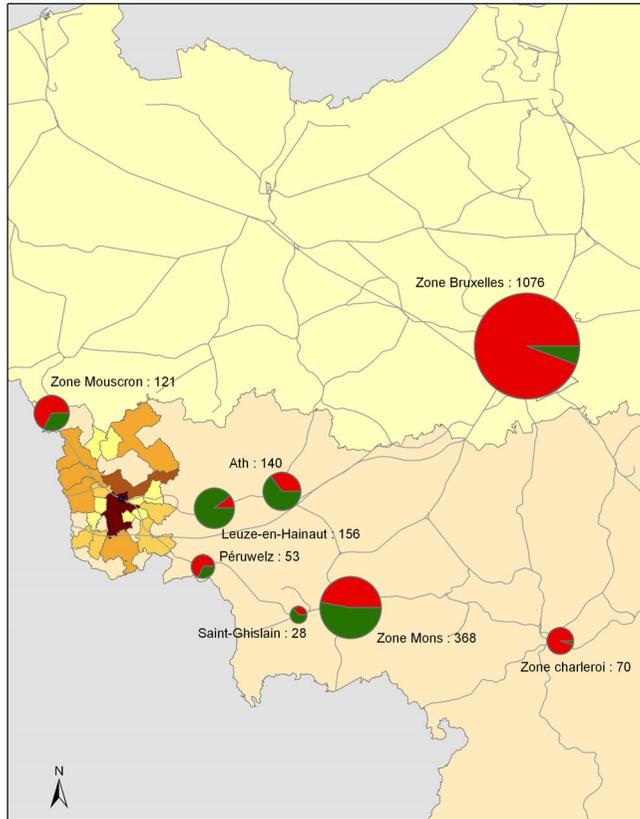 Zone Bruxelles : 1076
Zone Mouscron : 121
Ath : 140
Leuze-en-Hainaut : 156
Péruwelz : 53
Saint-Ghislain : 28
Zone Mons : 368
Zone charleroi : 70
N